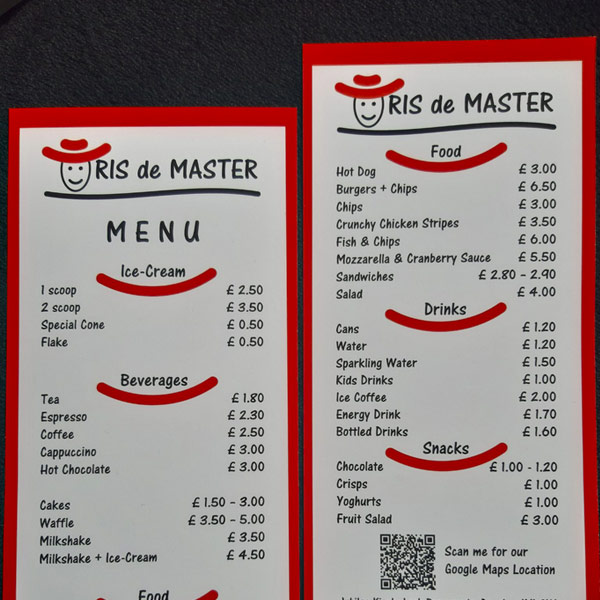 RIS de MASTER
MENU
Ice-Cream
1 scoop £ 2.50
2 scoop £ 3.50
Special Cone £ 0.50
Flake £ 0.50
Beverages
Tea £ 1.80
Espresso £ 2.30
Coffee £ 2.50
Cappuccino £ 3.00
Hot Chocolate £ 3.00
Cakes £ 1.50 - 3.00
Waffle £ 3.50 - 5.00
Milkshake £ 3.50
Milkshake + Ice-Cream £ 4.50
Food
RIS de MASTER
Food
Hot Dog £ 3.00
Burgers + Chips £ 6.50
Chips £ 3.00
Crunchy Chicken Stripes £ 3.50
Fish & Chips £ 6.00
Mozzarella & Cranberry Sauce £ 5.50
Sandwiches £ 2.80 - 2.90
Salad £ 4.00
Drinks
Cans £ 1.20
Water £ 1.20
Sparkling Water £ 1.50
Kids Drinks £ 1.00
Ice Coffee £ 2.00
Energy Drink £ 1.70
Bottled Drinks £ 1.60
Snacks
Chocolate £ 1.00 - 1.20
Crisps £ 1.00
Yoghurts £ 1.00
Fruit Salad £ 3.00
Scan me for our
Google Maps Location